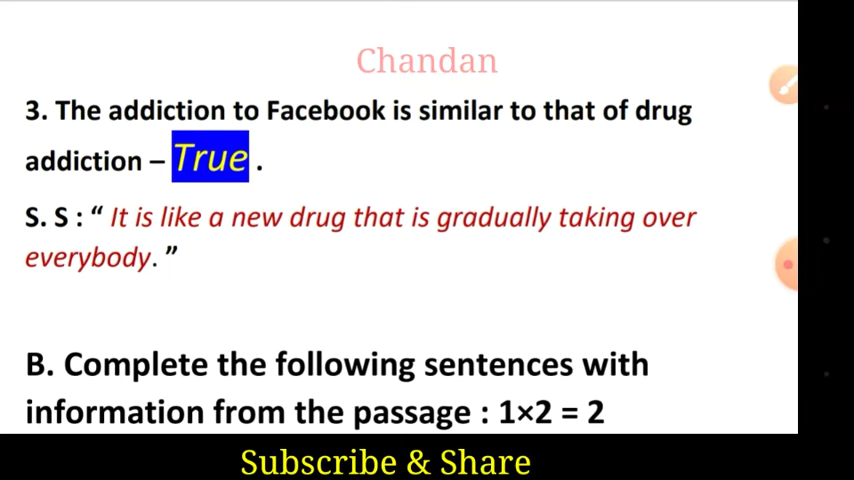 Chandan
3. The addiction to Facebook is similar to that of drug
addiction – True .
S. S : “ It is like a new drug that is gradually taking over
everybody. ”
B. Complete the following sentences with
information from the passage : 1×2 = 2
Subscribe & Share